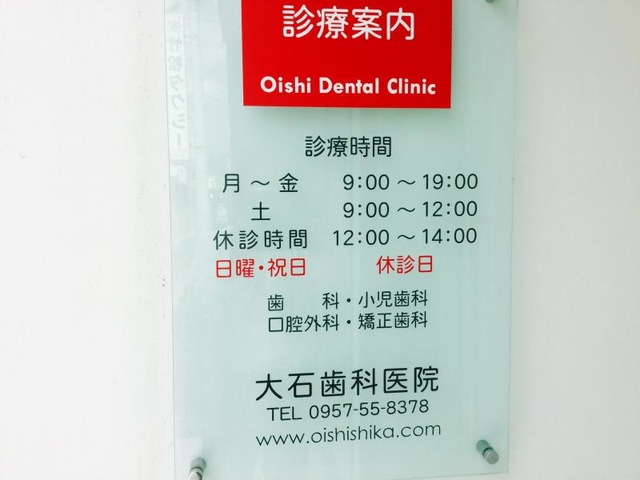 診療案内
Oishi Dental Clinic
診療時間
月～金 9:00～19:00
土 9:00～12:00
休診時間 12:00～14:00
日曜・祝日 休診日
歯 科・小児歯科
口腔外科・矯正歯科
大石歯科医院
TEL 0957-55-8378
www.oishishika.com